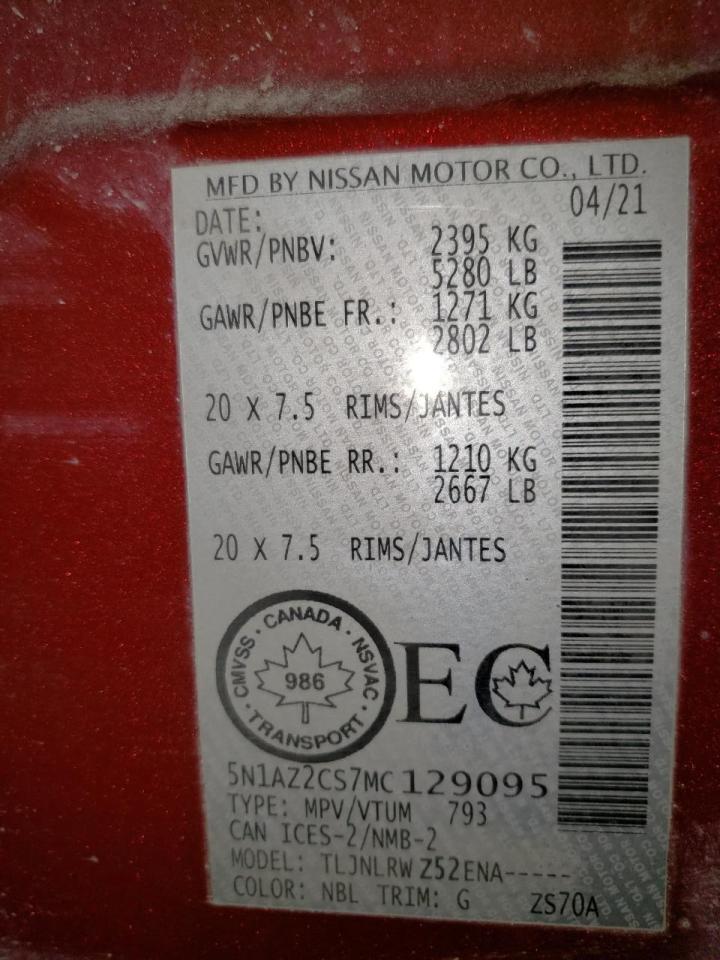 MFD BY NISSAN MOTOR CO., LTD.
DATE: 04/21
GVWR/PNBV: 2395 KG
5280 LB
GAWR/PNBE FR.: 1271 KG
2802 LB
20 X 7.5 RIMS/JANTES
GAWR/PNBE RR.: 1210 KG
2667 LB
20 X 7.5 RIMS/JANTES
CMVSS · CANADA · NSVAC · TRANSPORT ·
986
EC
5N1AZ2CS7MC129095
TYPE: MPV/VTUM 793
CAN ICES-2/NMB-2
MODEL: TLJNLRW Z52ENA-----
COLOR: NBL TRIM: G ZS70A